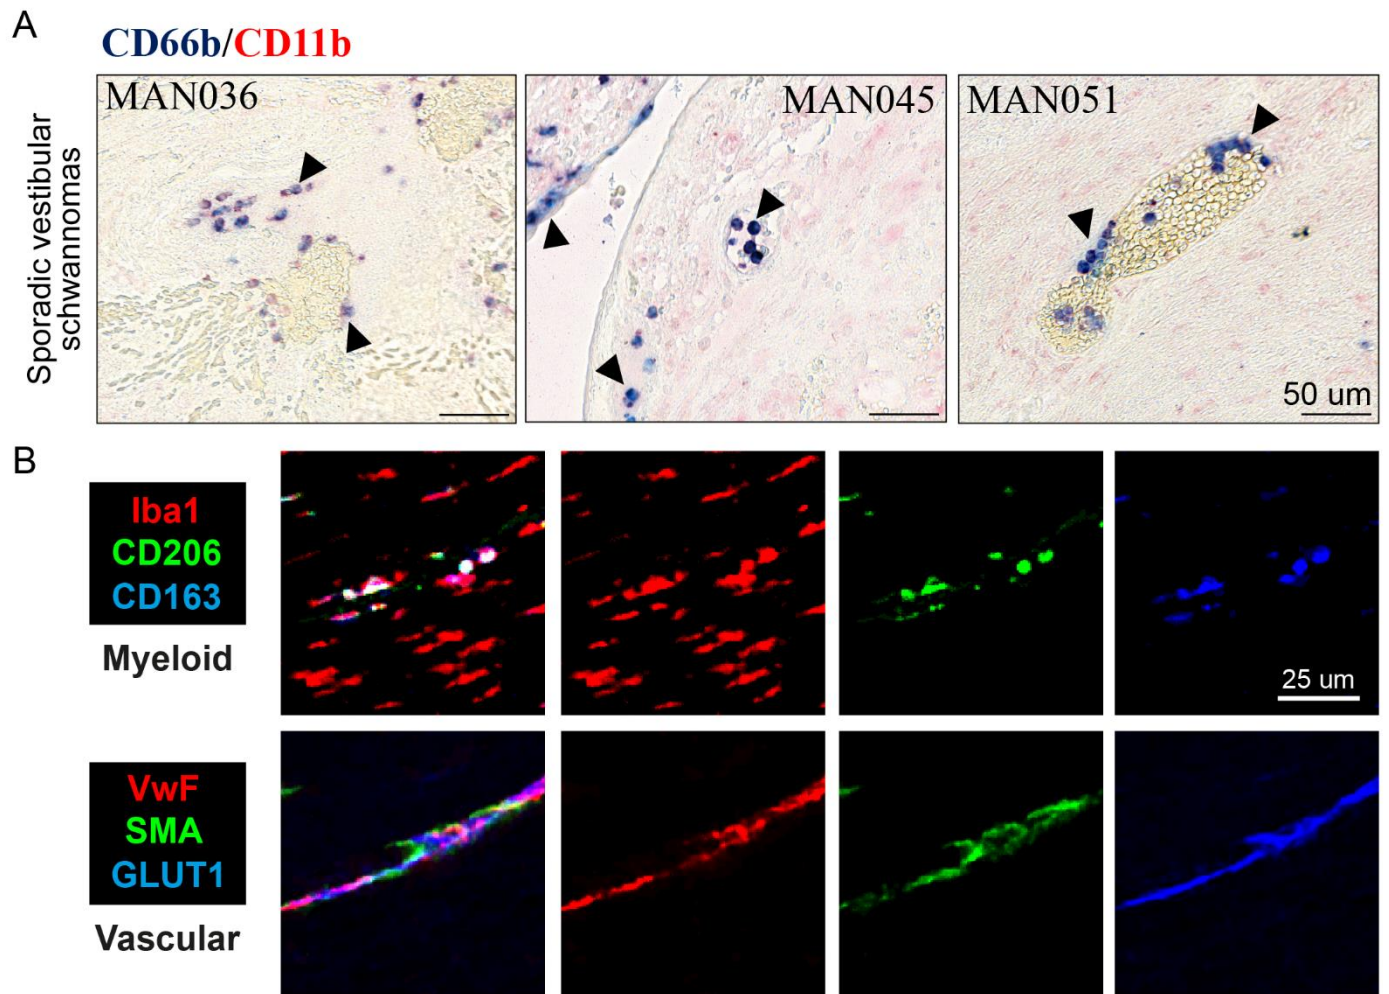 A
CD66b/CD11b
Sporadic vestibular
schwannomas
MAN036
MAN045
MAN051
50 um
B
Iba1
CD206
CD163
Myeloid
25 um
VwF
SMA
GLUT1
Vascular